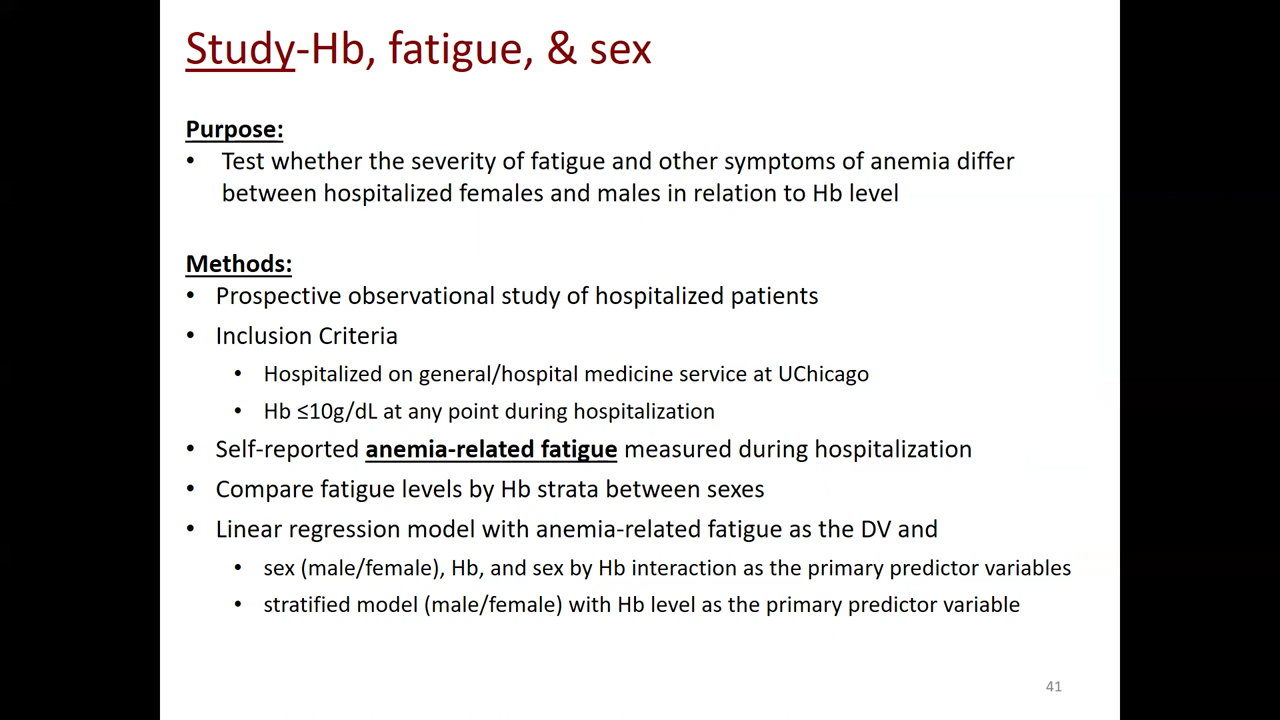 Study-Hb, fatigue, & sex
Purpose:
• Test whether the severity of fatigue and other symptoms of anemia differ
between hospitalized females and males in relation to Hb level
Methods:
• Prospective observational study of hospitalized patients
• Inclusion Criteria
• Hospitalized on general/hospital medicine service at UChicago
• Hb ≤10g/dL at any point during hospitalization
• Self-reported anemia-related fatigue measured during hospitalization
• Compare fatigue levels by Hb strata between sexes
• Linear regression model with anemia-related fatigue as the DV and
• sex (male/female), Hb, and sex by Hb interaction as the primary predictor variables
• stratified model (male/female) with Hb level as the primary predictor variable
41